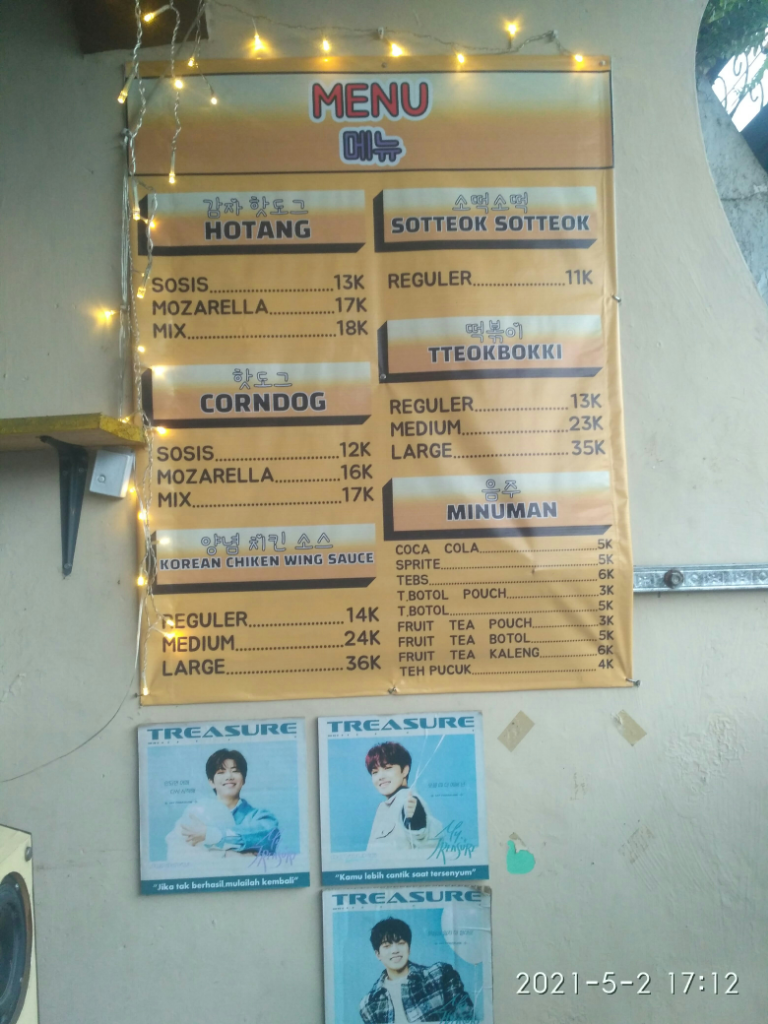 MENU
메뉴
감자 핫도그
HOTANG
SOSIS 13K
MOZARELLA 17K
MIX 18K
핫도그
CORNDOG
SOSIS 12K
MOZARELLA 16K
MIX 17K
양념 치킨 소스
KOREAN CHIKEN WING SAUCE
REGULER 14K
MEDIUM 24K
LARGE 36K
소떡소떡
SOTTEOK SOTTEOK
REGULER 11K
떡볶이
TTEOKBOKKI
REGULER 13K
MEDIUM 23K
LARGE 35K
음주
MINUMAN
COCA COLA 5K
SPRITE 5K
TEBS 6K
T.BOTOL POUCH 3K
T.BOTOL 5K
FRUIT TEA POUCH 3K
FRUIT TEA BOTOL 5K
FRUIT TEA KALENG 6K
TEH PUCUK 4K
TREASURE
"Jika tak berhasil,mulailah kembali"
TREASURE
"Kamu lebih cantik saat tersenyum"
TREASURE
2021-5-2 17:12